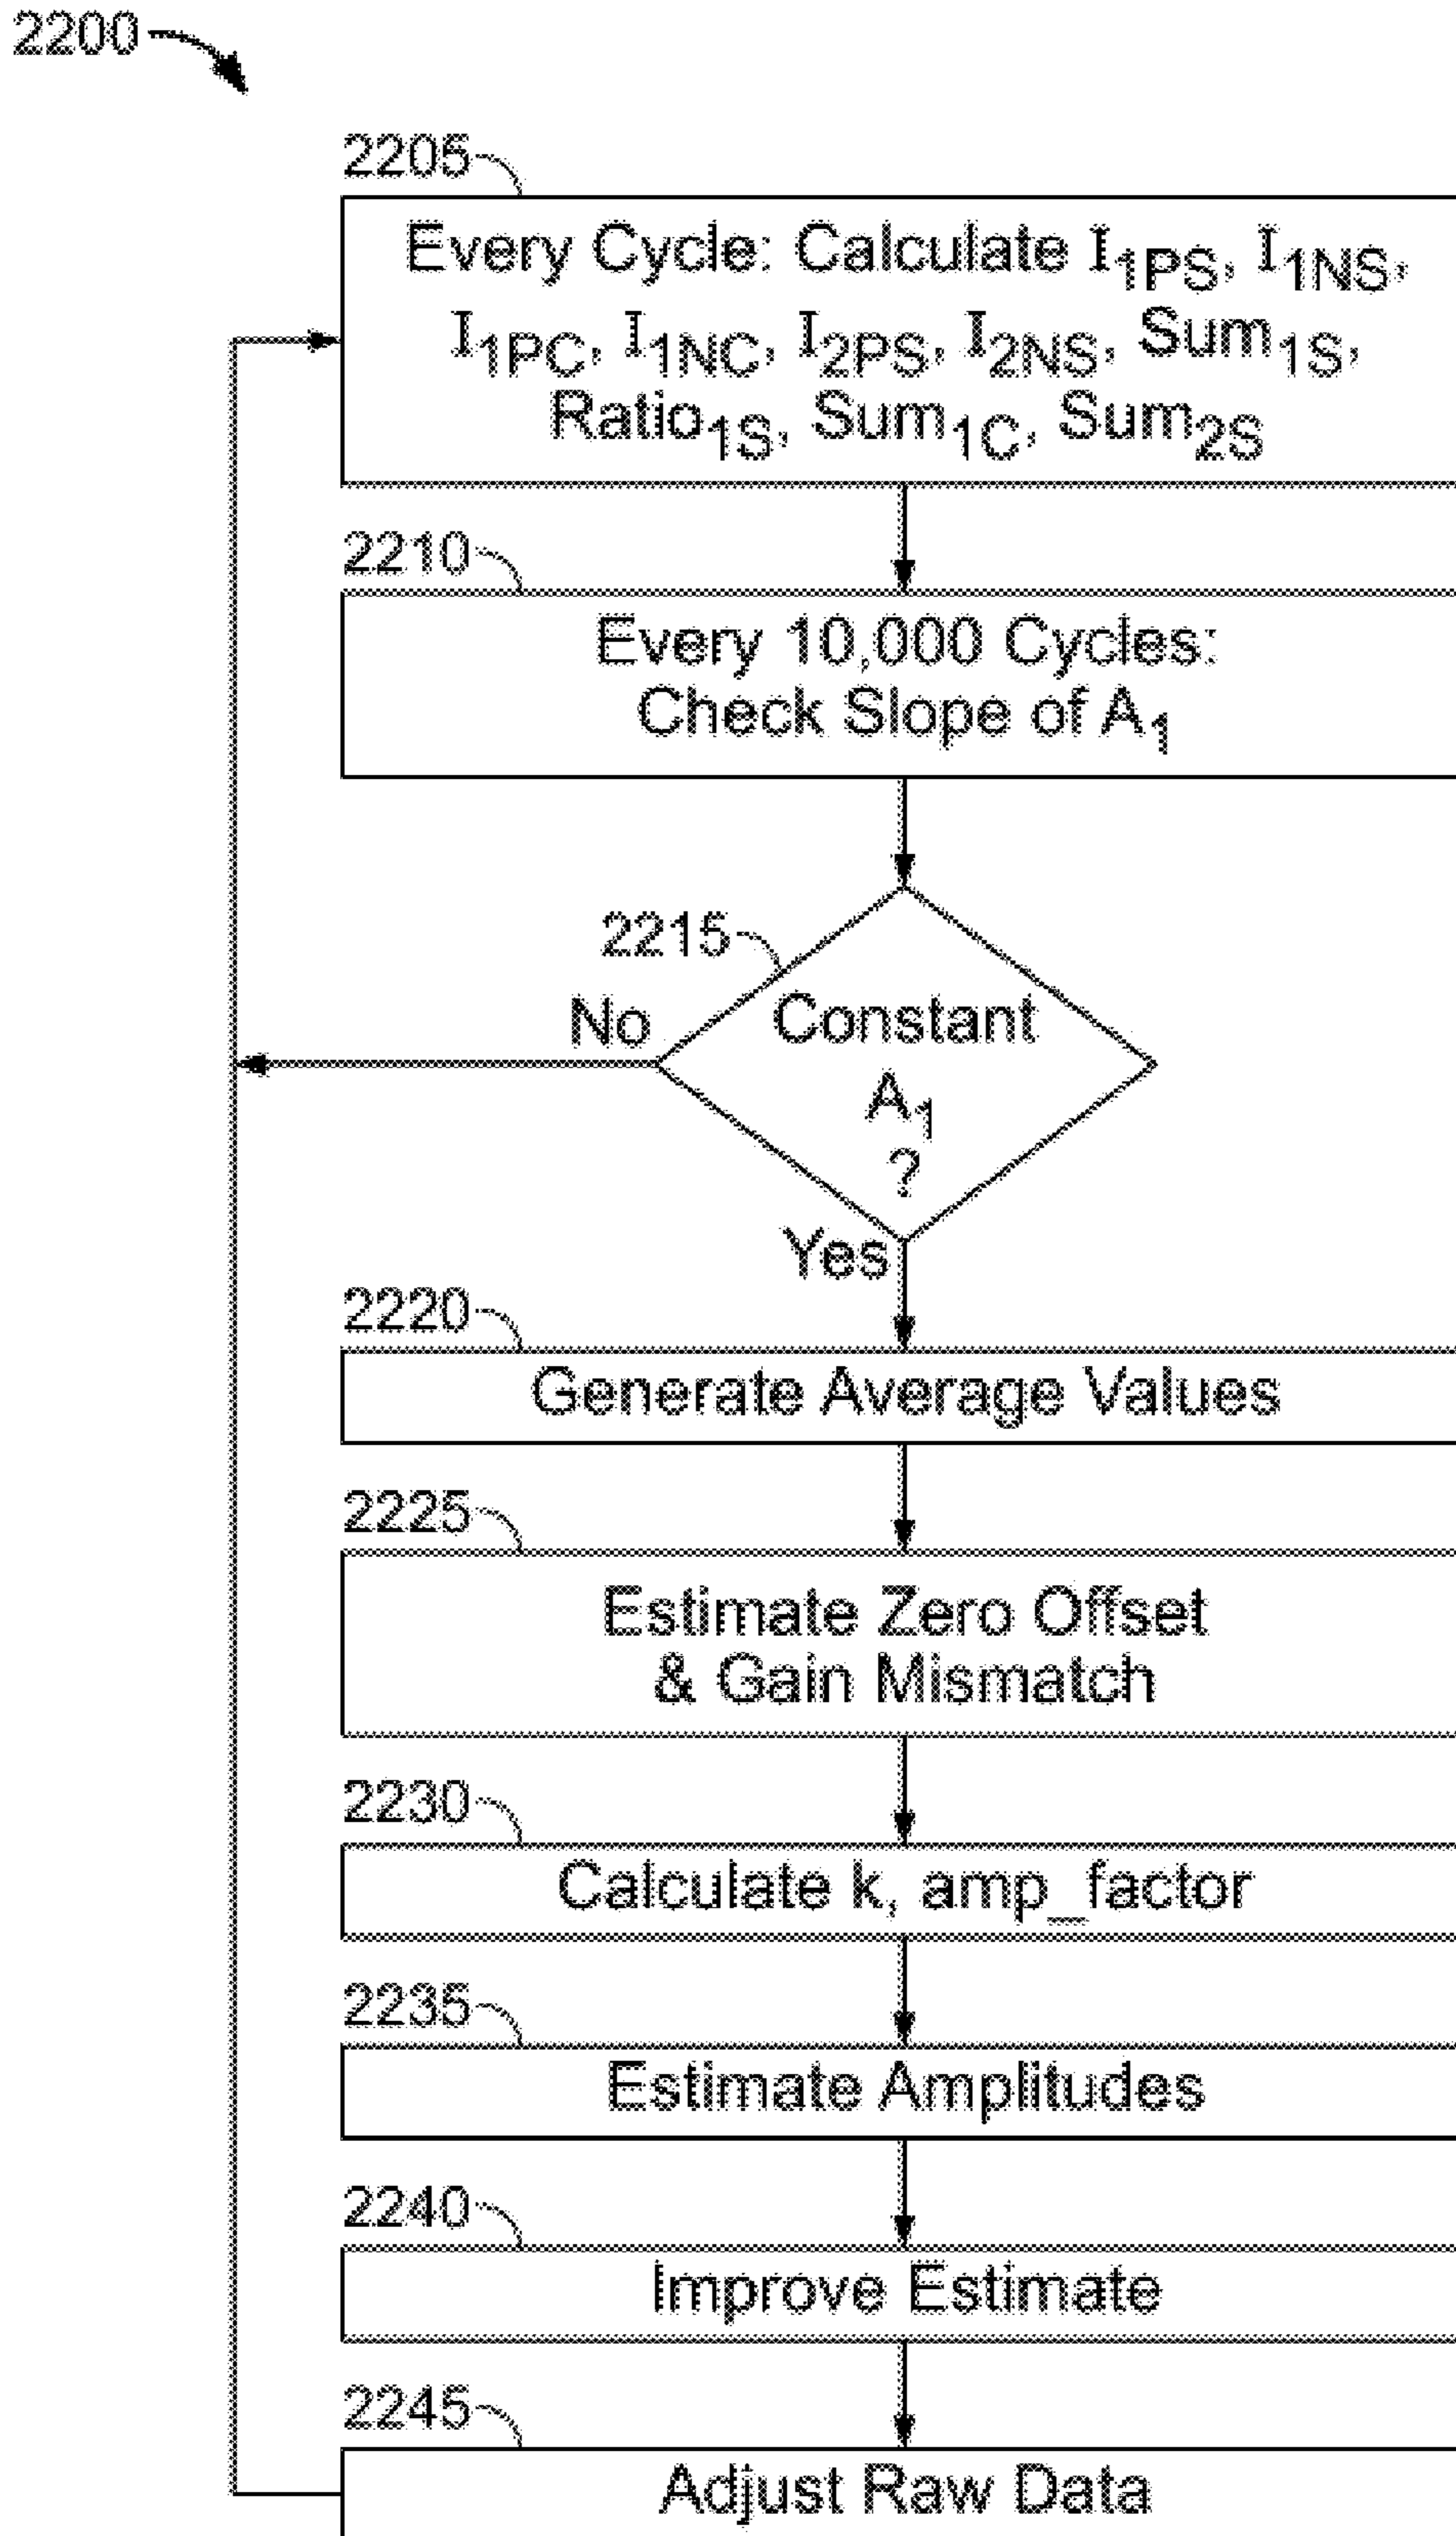 2200
2205
Every Cycle: Calculate I₁PS, I₁NS,
I₁PC, I₁NC, I₂PS, I₂NS, Sum₁S,
Ratio₁S, Sum₁C, Sum₂S
2210
Every 10,000 Cycles:
Check Slope of A₁
2215
No
Constant
A₁
?
Yes
2220
Generate Average Values
2225
Estimate Zero Offset
& Gain Mismatch
2230
Calculate k, amp_factor
2235
Estimate Amplitudes
2240
Improve Estimate
2245
Adjust Raw Data